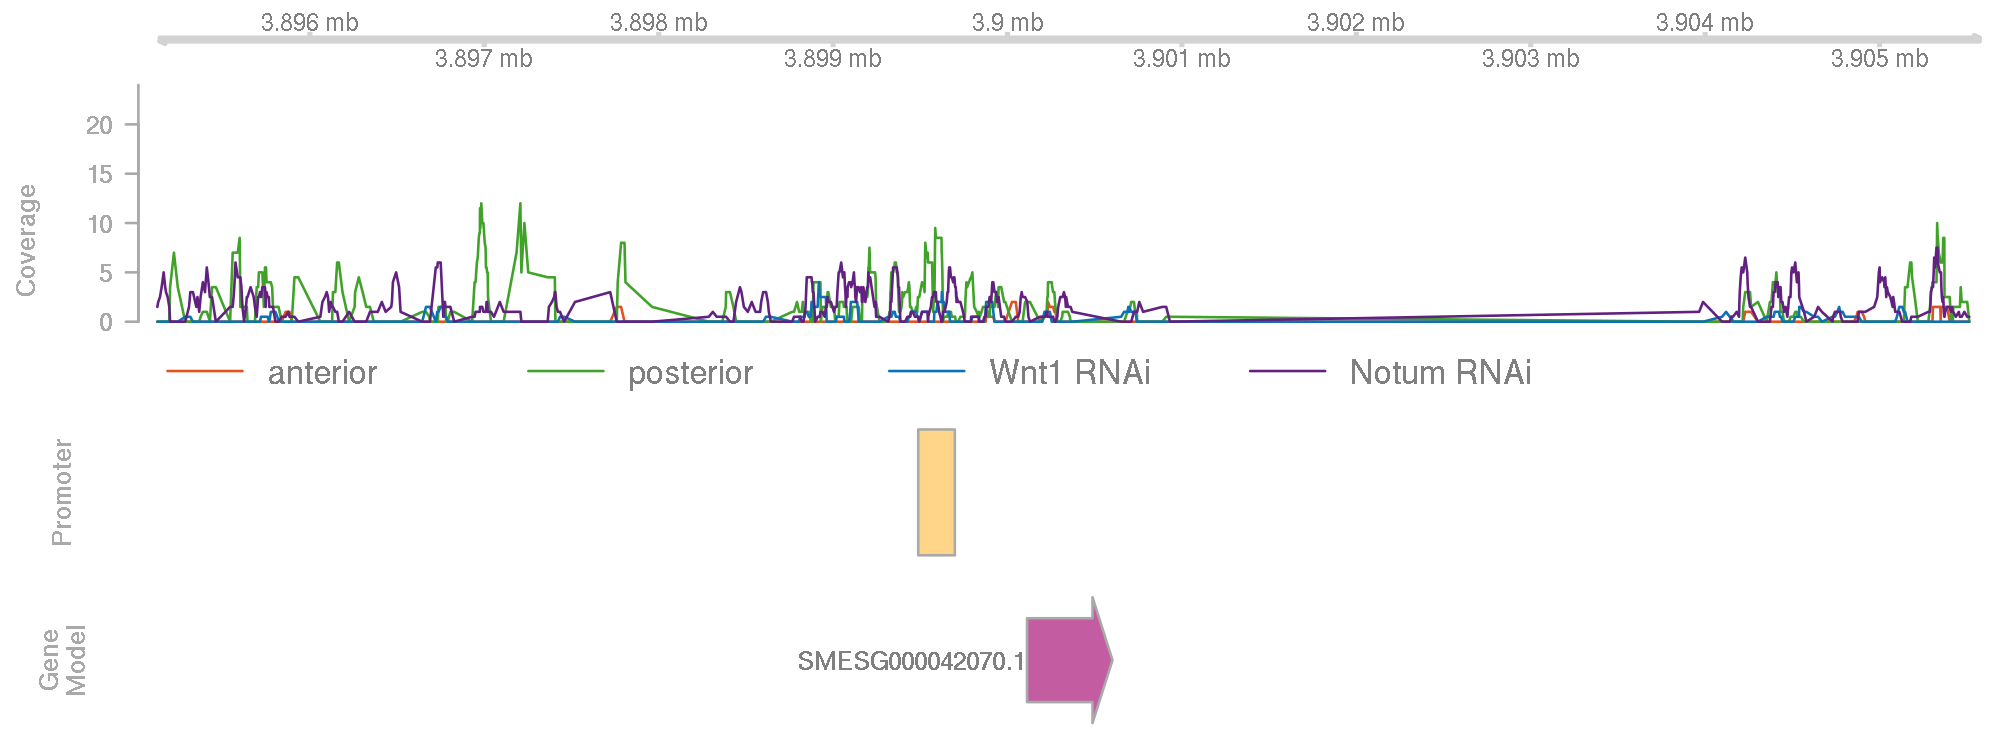 3.896 mb 3.898 mb 3.9 mb 3.902 mb 3.904 mb
3.897 mb 3.899 mb 3.901 mb 3.903 mb 3.905 mb
Coverage
20
15
10
5
0
anterior posterior Wnt1 RNAi Notum RNAi
Promoter
Gene
Model
SMESG000042070.1